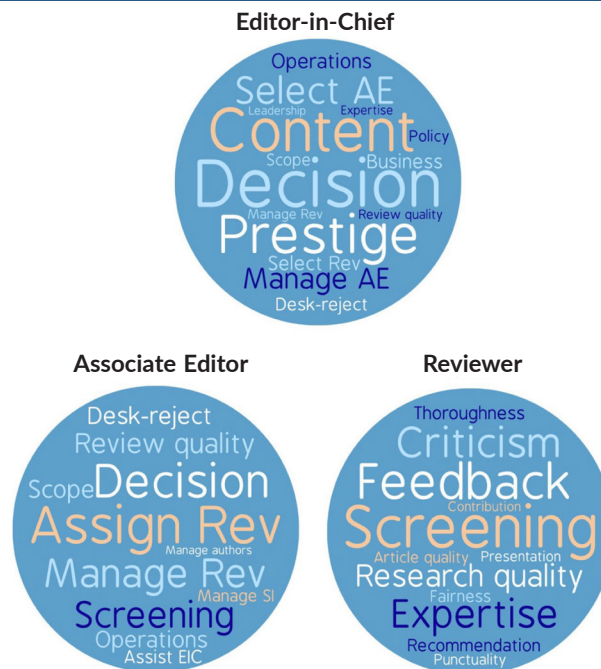 Editor-in-Chief
Operations
Select AE
Leadership Expertise
Content
Policy
Scope Business
Decision
Manage Rev Review quality
Prestige
Select Rev
Manage AE
Desk-reject
Associate Editor
Desk-reject
Review quality
Scope Decision
Assign Rev
Manage authors
Manage Rev
Manage SI
Screening
Operations
Assist EIC
Reviewer
Thoroughness
Criticism
Feedback
Contribution
Screening
Article quality Presentation
Research quality
Fairness
Expertise
Recommendation
Punctuality